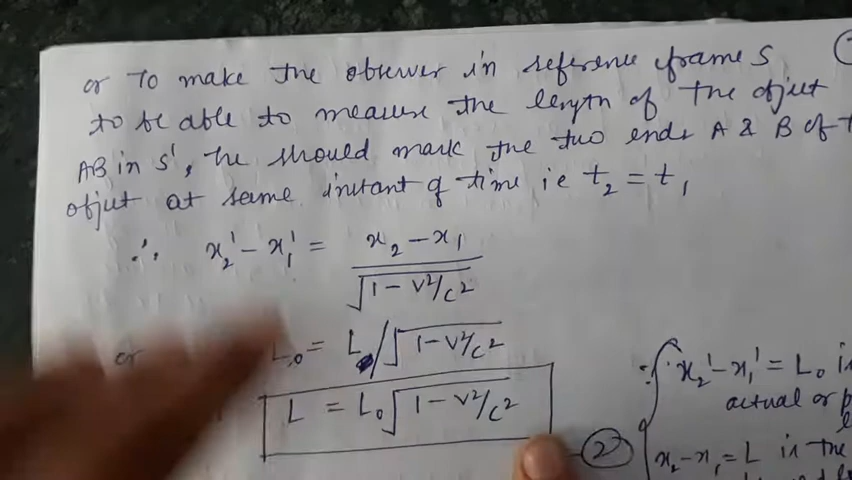 or To make the observer in reference frame S
to be able to measure the length of the object
AB in S', he should mark the two ends A & B of
object at same instant of time ie t₂ = t₁
∴ x₂' - x₁' = x₂ - x₁ / √1 - v²/c²
or L₀ = L / √1 - v²/c²
L = L₀ √1 - v²/c²
2
∵ x₂' - x₁' = L₀
actual or
x₂ - x₁ = L is the